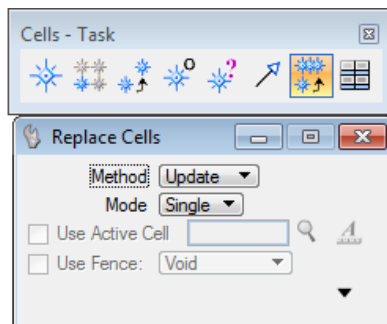 Cells - Task
Replace Cells
Method Update
Mode Single
Use Active Cell
Use Fence: Void